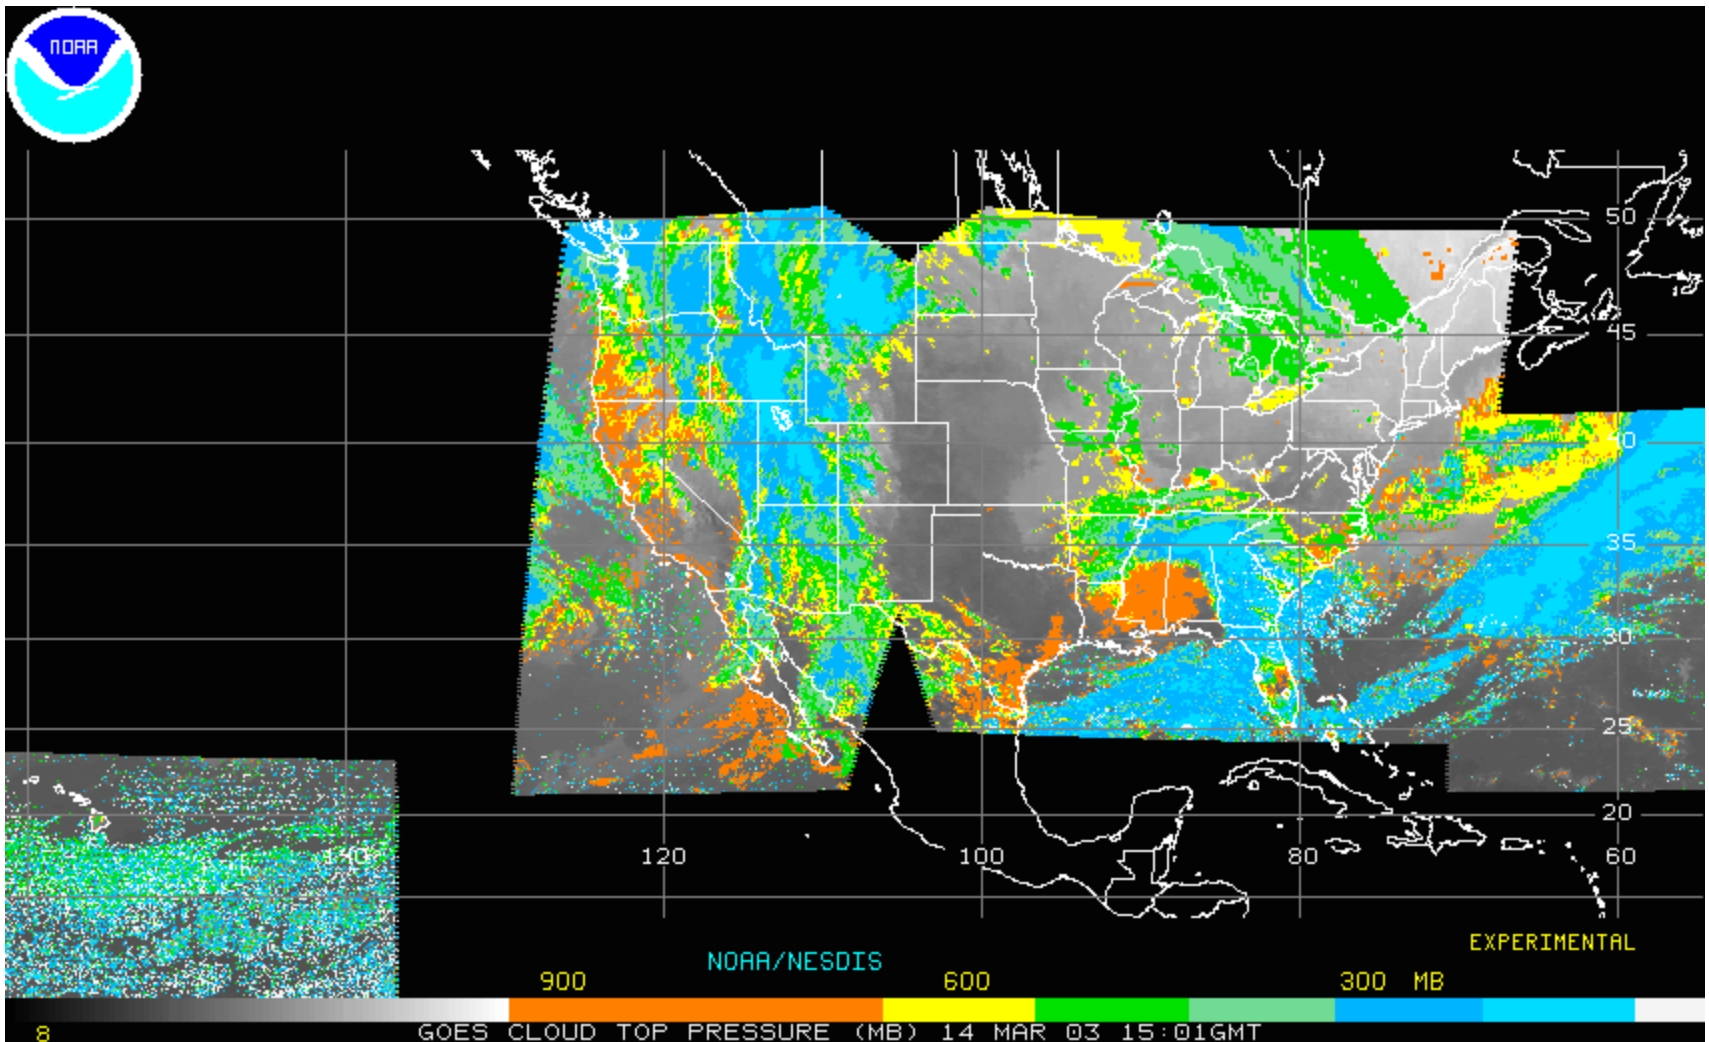 NOAA
50
45
40
35
30
25
20
140 120 100 80 60
EXPERIMENTAL
NOAA/NESDIS
900 600 300 MB
8 GOES CLOUD TOP PRESSURE (MB) 14 MAR 03 15:01GMT